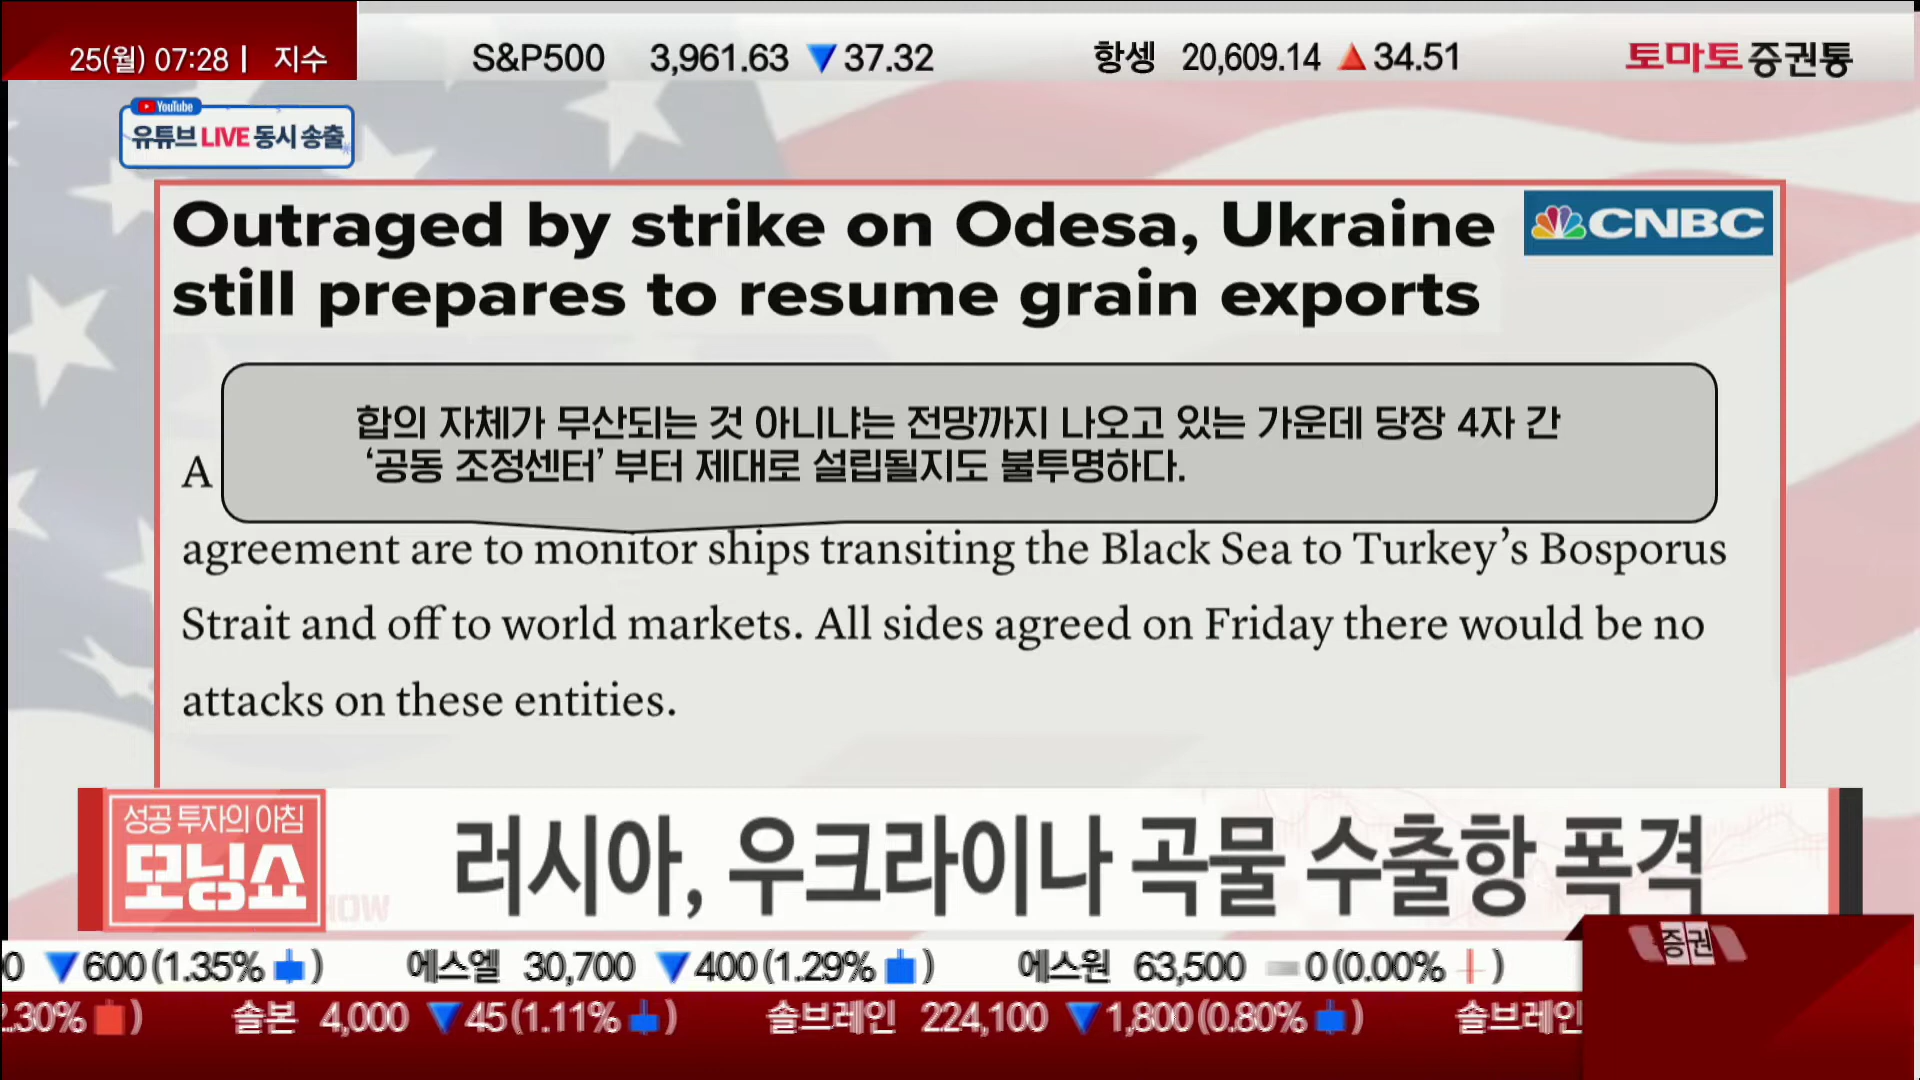 25(월) 07:28 | 지수
S&P500 3,961.63 ▼37.32
항셍 20,609.14 ▲34.51
토마토증권통
YouTube
유튜브 LIVE 동시 송출
Outraged by strike on Odesa, Ukraine
still prepares to resume grain exports
CNBC
합의 자체가 무산되는 것 아니냐는 전망까지 나오고 있는 가운데 당장 4자 간
‘공동 조정센터’ 부터 제대로 설립될지도 불투명하다.
A
agreement are to monitor ships transiting the Black Sea to Turkey’s Bosporus
Strait and off to world markets. All sides agreed on Friday there would be no
attacks on these entities.
성공 투자의 아침
모닝쇼
러시아, 우크라이나 곡물 수출항 폭격
증권
0 ▼600(1.35%) 에스엘 30,700 ▼400(1.29%) 에스원 63,500 0(0.00%)
2.30%) 솔본 4,000 ▼45(1.11%) 솔브레인 224,100 ▼1,800(0.80%) 솔브레인